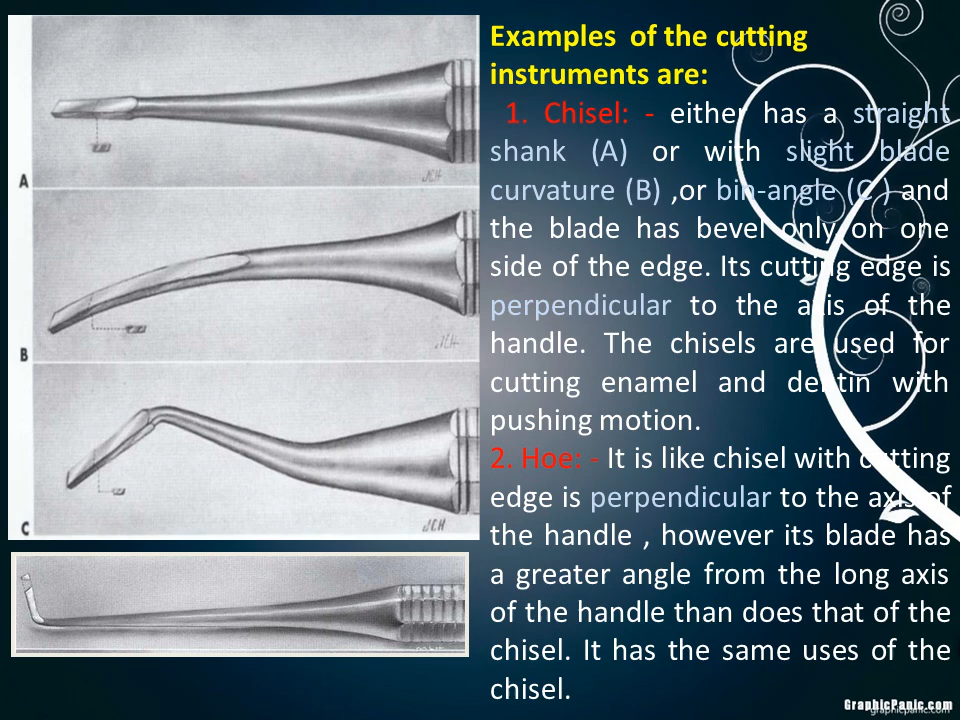 Examples of the cutting
instruments are:
1. Chisel: - either has a straight
shank (A) or with slight blade
curvature (B) ,or bin-angle (C ) and
the blade has bevel only on one
side of the edge. Its cutting edge is
perpendicular to the axis of the
handle. The chisels are used for
cutting enamel and dentin with
pushing motion.
2. Hoe: - It is like chisel with cutting
edge is perpendicular to the axis of
the handle , however its blade has
a greater angle from the long axis
of the handle than does that of the
chisel. It has the same uses of the
chisel.
A
JEH
B
JEH
C
JEH
GraphicPanic.com
graphicpanic.com